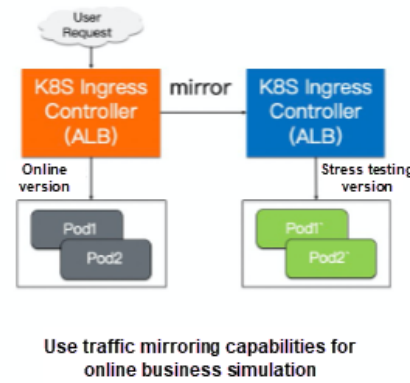 User
Request
K8S Ingress
Controller
(ALB)
mirror
K8S Ingress
Controller
(ALB)
Online
version
Stress testing
version
Pod1
Pod2
Pod1`
Pod2`
Use traffic mirroring capabilities for
online business simulation